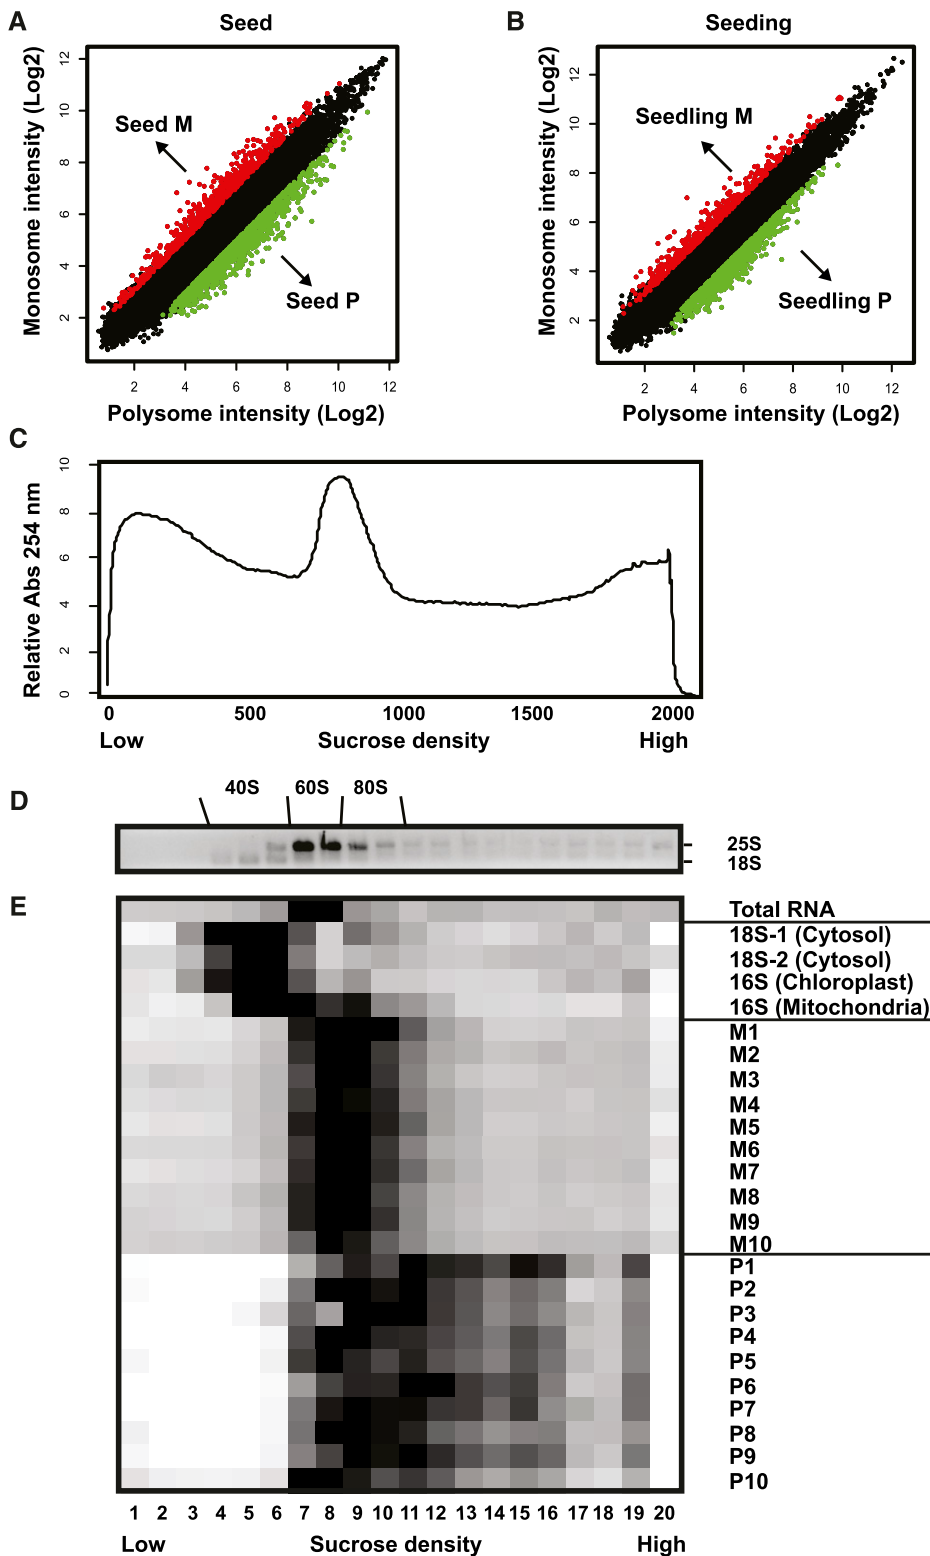 A
Seed
Monosome intensity (Log2)
12
10
8
6
4
2
Seed M
Seed P
2 4 6 8 10 12
Polysome intensity (Log2)
B
Seeding
Monosome intensity (Log2)
12
10
8
6
4
2
Seedling M
Seedling P
2 4 6 8 10 12
Polysome intensity (Log2)
C
Relative Abs 254 nm
10
8
6
4
2
0
0 500 1000 1500 2000
Low Sucrose density High
D
40S 60S 80S
25S
18S
E
Total RNA
18S-1 (Cytosol)
18S-2 (Cytosol)
16S (Chloroplast)
16S (Mitochondria)
M1
M2
M3
M4
M5
M6
M7
M8
M9
M10
P1
P2
P3
P4
P5
P6
P7
P8
P9
P10
1 2 3 4 5 6 7 8 9 10 11 12 13 14 15 16 17 18 19 20
Low Sucrose density High